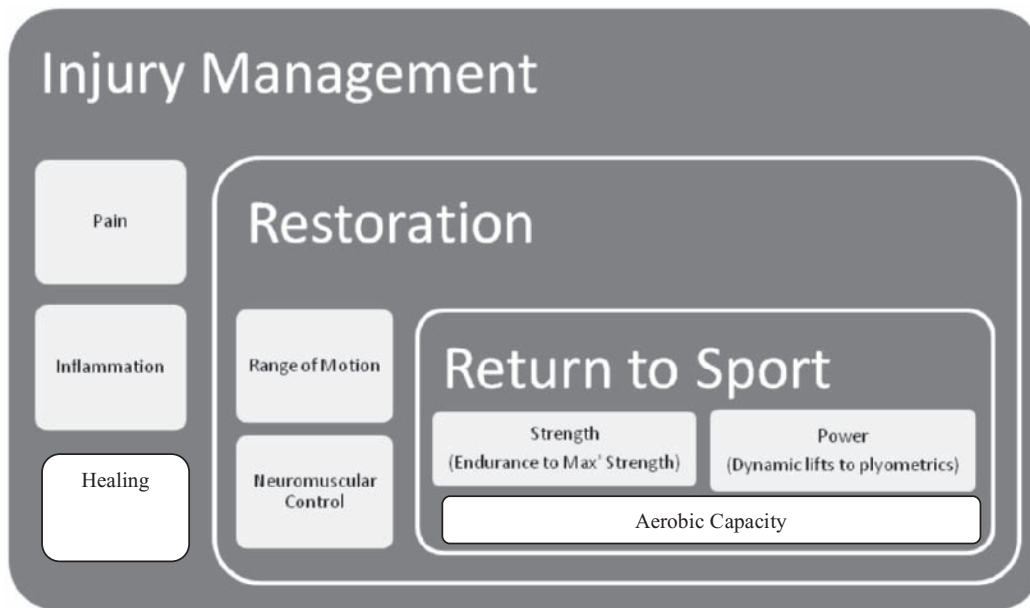 Injury Management
Pain
Inflammation
Healing
Restoration
Range of Motion
Neuromuscular
Control
Return to Sport
Strength
(Endurance to Max' Strength)
Power
(Dynamic lifts to plyometrics)
Aerobic Capacity